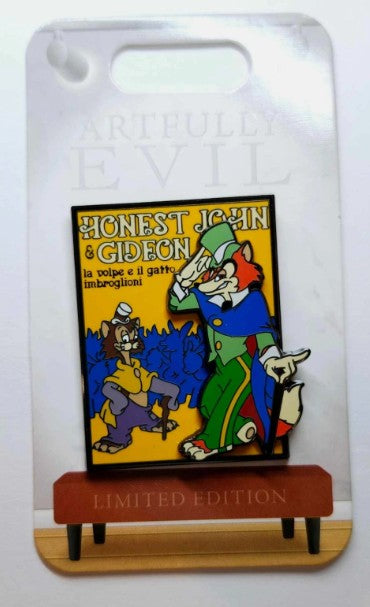 ARTFULLY
EVIL
HONEST JOHN
& GIDEON
la volpe e il gatto
imbroglioni
LIMITED EDITION